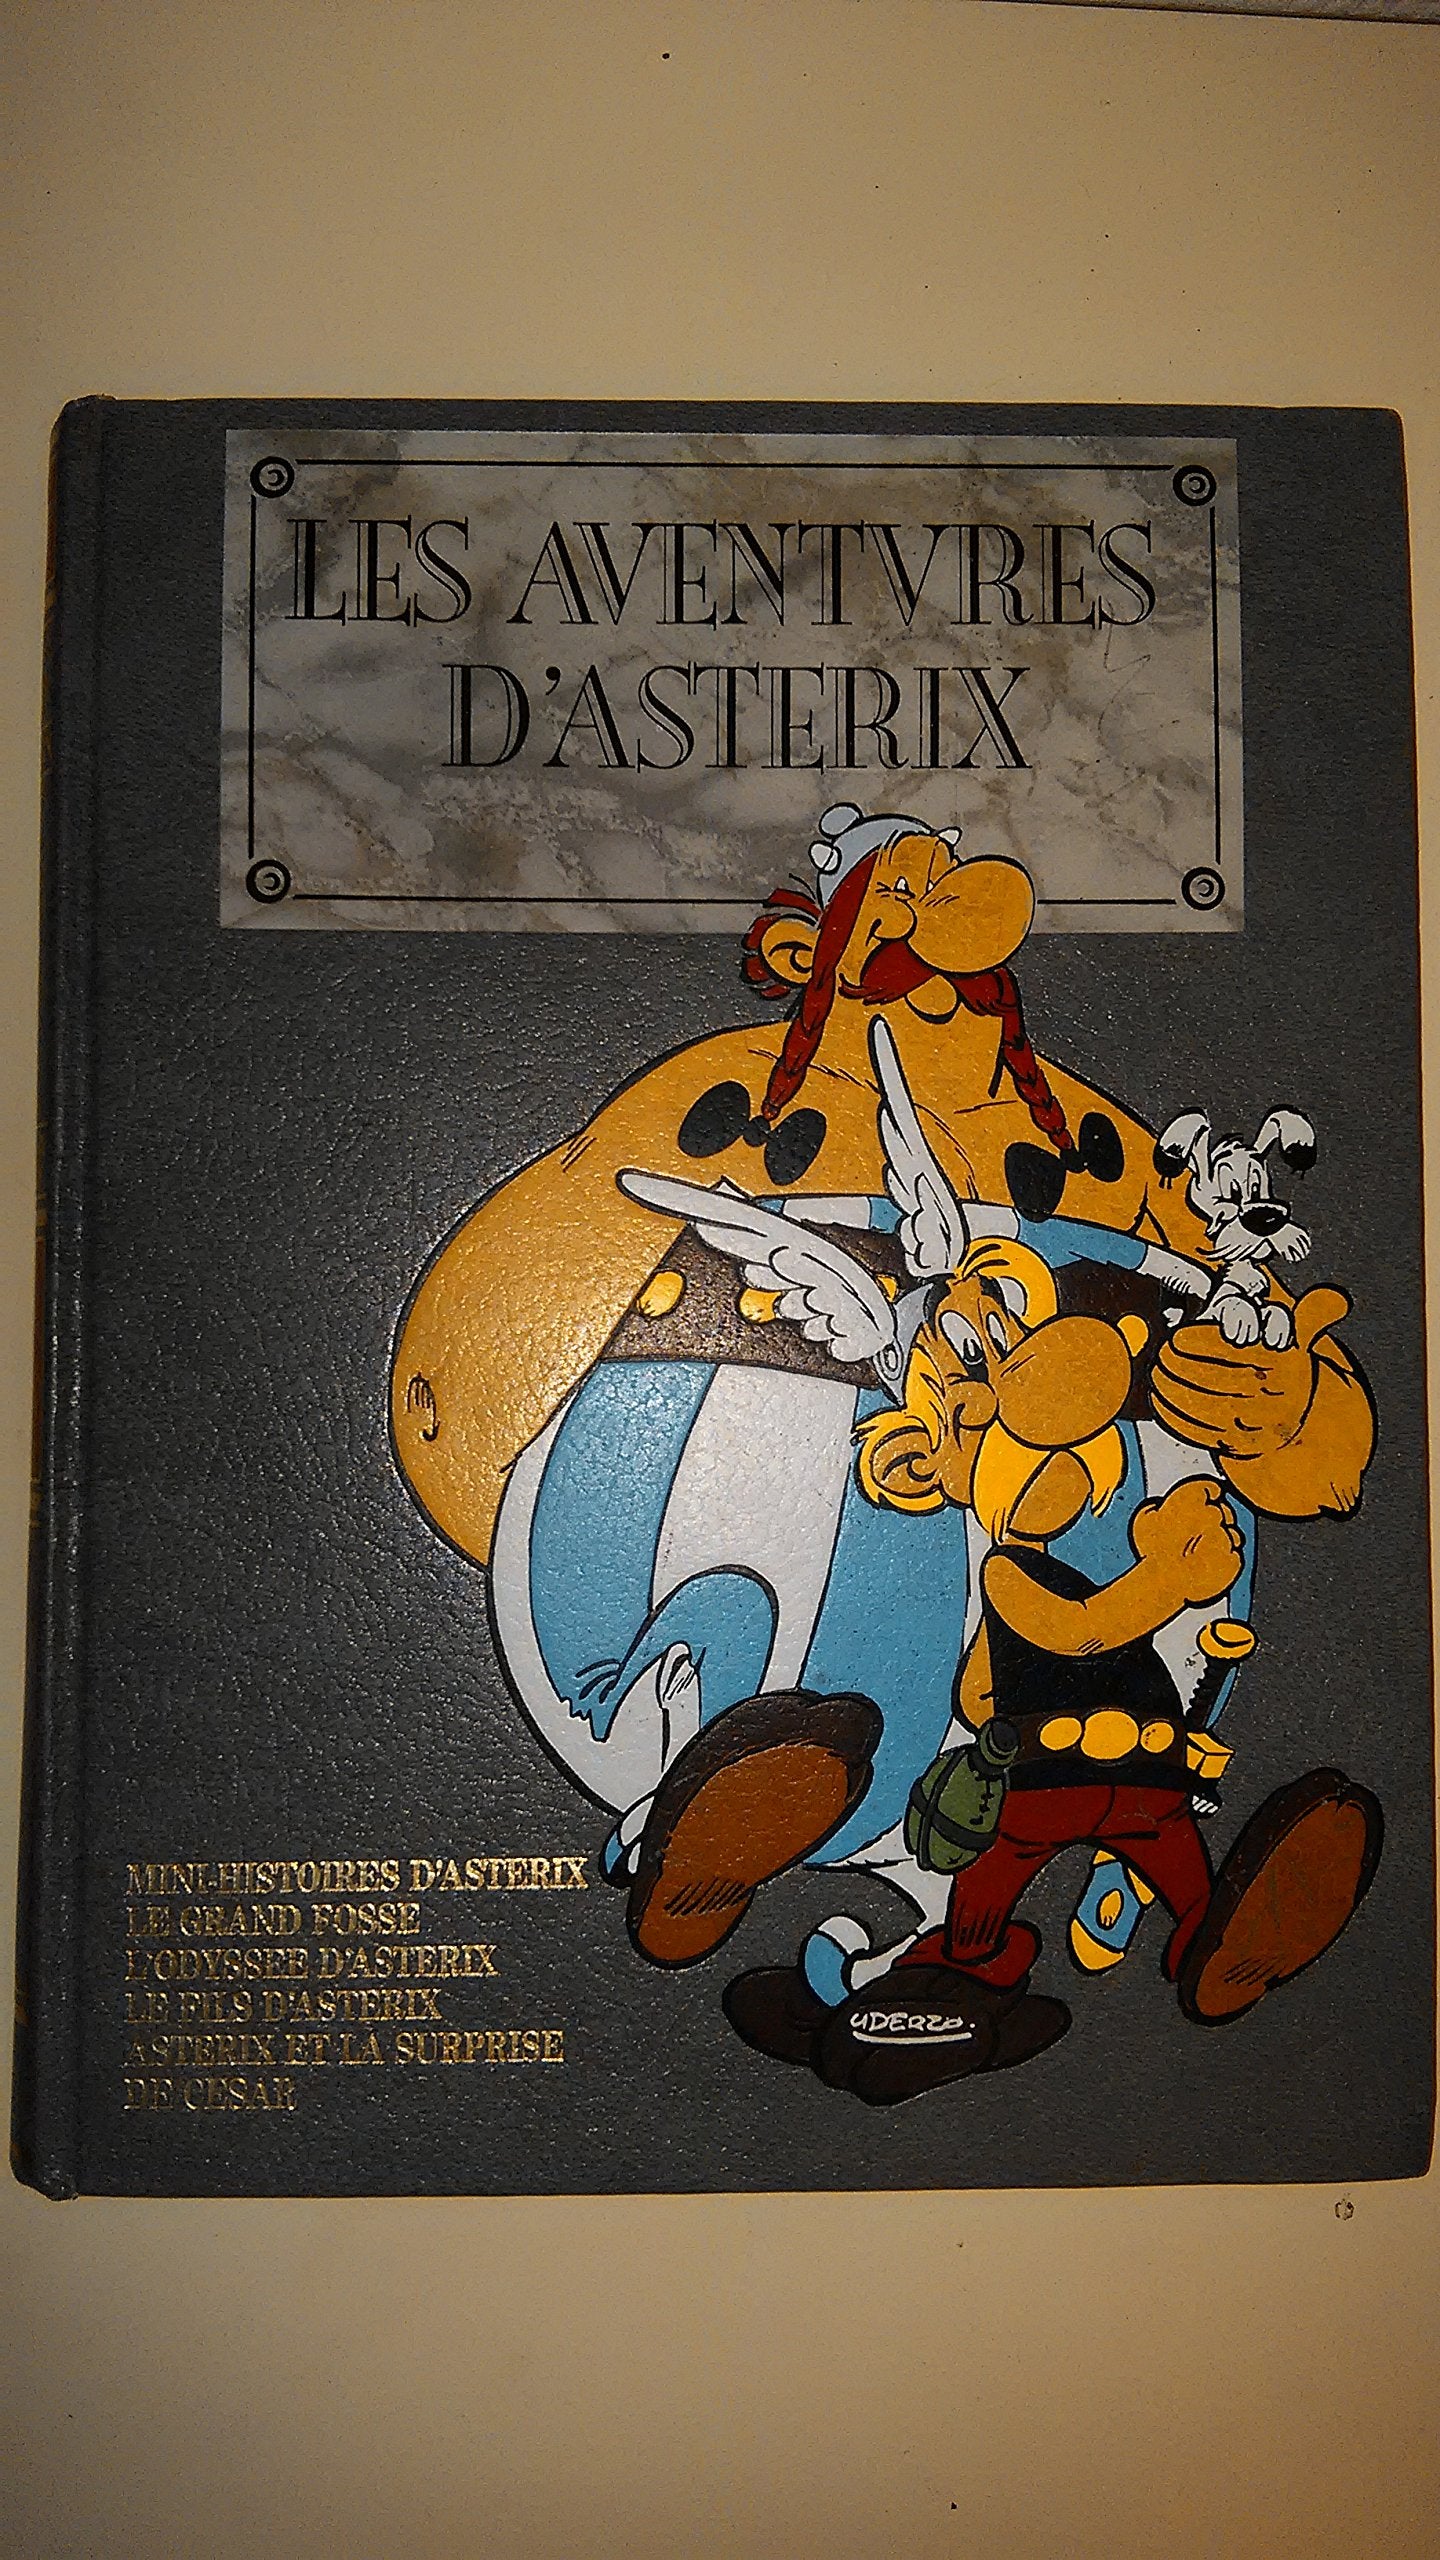 LES AVENTVRES
D'ASTERIX
MINI-HISTOIRES D'ASTERIX
LE GRAND FOSSE
L'ODYSSEE D'ASTERIX
LE FILS D'ASTERIX
ASTERIX ET LA SURPRISE
DE CESAR
UDERZO.